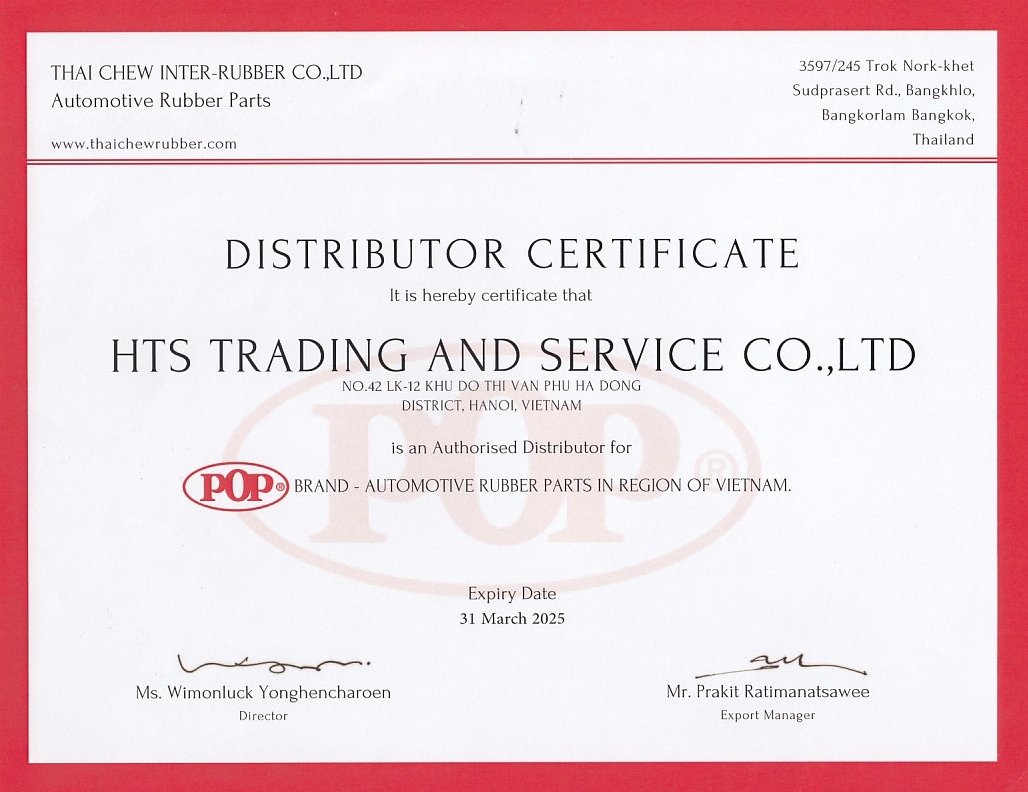 THAI CHEW INTER-RUBBER CO.,LTD
Automotive Rubber Parts
www.thaichewrubber.com
3597/245 Trok Nork-khet
Sudprasert Rd., Bangkhlo,
Bangkorlam Bangkok,
Thailand
DISTRIBUTOR CERTIFICATE
It is hereby certificate that
HTS TRADING AND SERVICE CO.,LTD
NO.42 LK-12 KHU DO THI VAN PHU HA DONG
DISTRICT, HANOI, VIETNAM
is an Authorised Distributor for
POP® BRAND - AUTOMOTIVE RUBBER PARTS IN REGION OF VIETNAM.
POP®
Expiry Date
31 March 2025
Ms. Wimonluck Yonghencharoen
Director
Mr. Prakit Ratimanatsawee
Export Manager